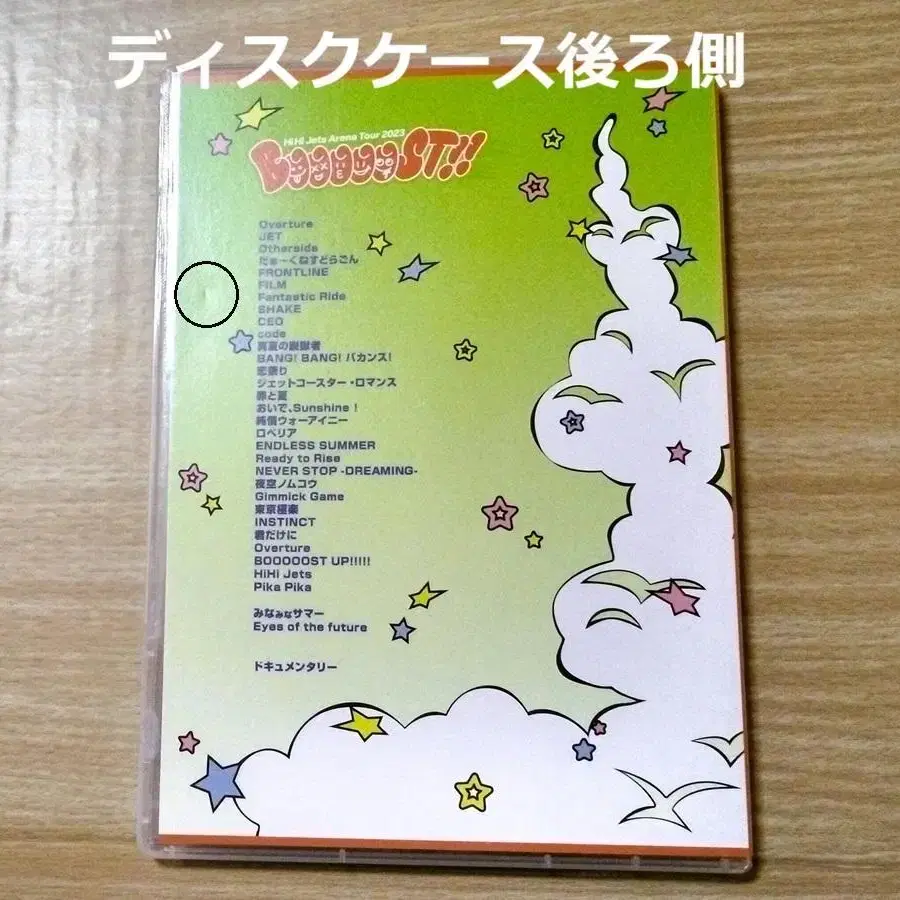 ディスクケース後ろ側
HiHi Jets Arena Tour 2023
BOOOOOST!!
Overture
JET
Otherside
だぁーくねすどらごん
FRONTLINE
FILM
Fantastic Ride
SHAKE
CEO
code
真夏の脱獄者
BANG! BANG! バカンス!
恋祭り
ジェットコースター・ロマンス
罪と夏
おいで、Sunshine!
純情ウォーアイニー
ロベリア
ENDLESS SUMMER
Ready to Rise
NEVER STOP -DREAMING-
夜空ノムコウ
Gimmick Game
東京極楽
INSTINCT
君だけに
Overture
BOOOOOST UP!!!!!
HiHi Jets
Pika Pika
みなみなサマー
Eyes of the future
ドキュメンタリー